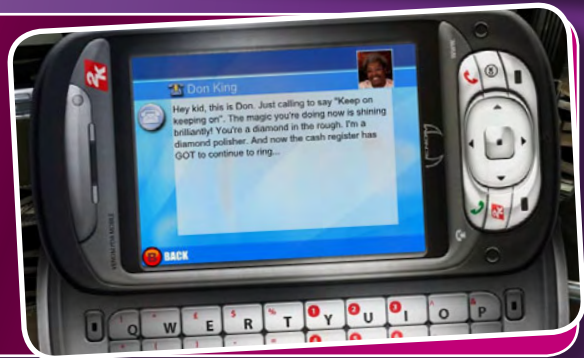 Don King
Hey kid, this is Don. Just calling to say "Keep on
keeping on". The magic you're doing now is shining
brilliantly! You're a diamond in the rough. I'm a
diamond polisher. And now the cash register has
GOT to continue to ring...
B BACK
2K
2K
Q W E R T Y U I O P